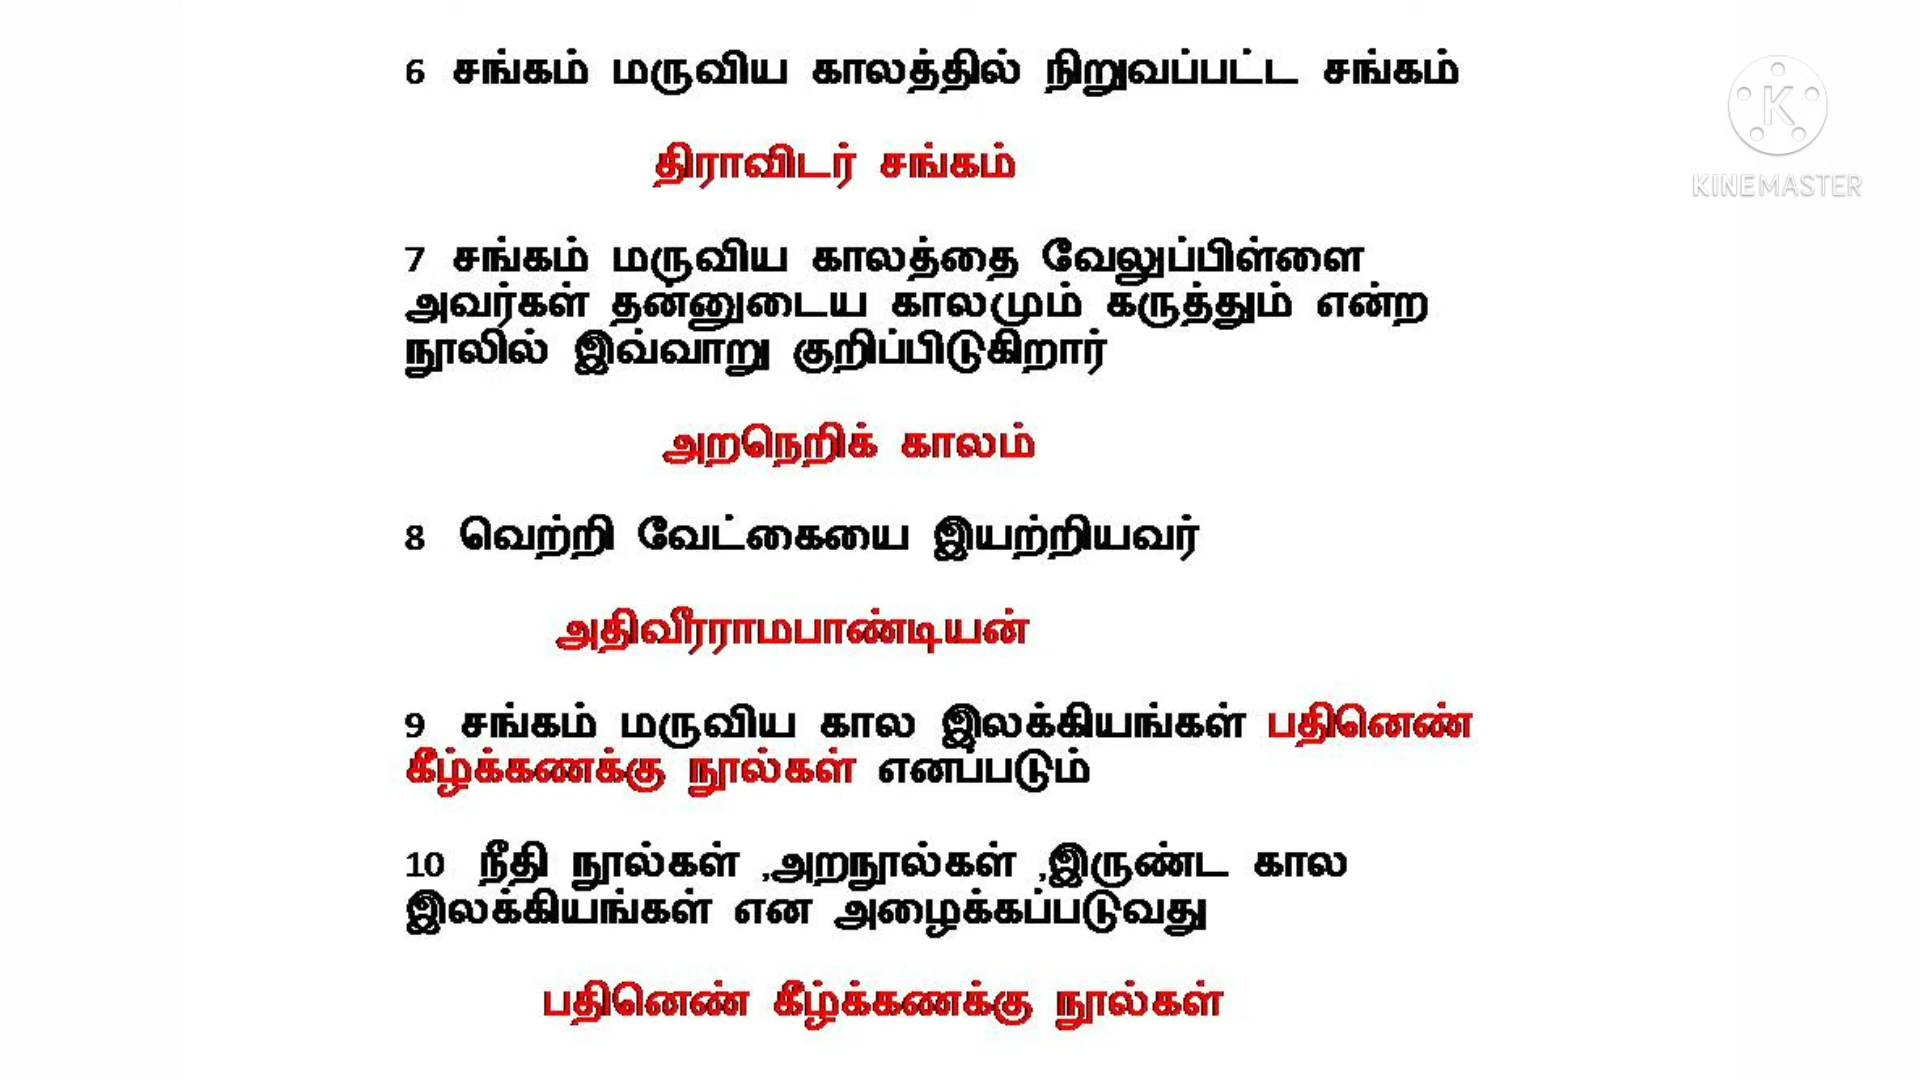 6 சங்கம் மருவிய காலத்தில் நிறுவப்பட்ட சங்கம்
K
KINEMASTER
திராவிடர் சங்கம்
7 சங்கம் மருவிய காலத்தை வேலுப்பிள்ளை
அவர்கள் தன்னுடைய காலமும் கருத்தும் என்ற
நூலில் இவ்வாறு குறிப்பிடுகிறார்
அறநெறிக் காலம்
8 வெற்றி வேட்கையை இயற்றியவர்
அதிவீரராமபாண்டியன்
9 சங்கம் மருவிய கால இலக்கியங்கள் பதினெண்
கீழ்க்கணக்கு நூல்கள் எனப்படும்
10 நீதி நூல்கள் ,அறநூல்கள் ,இருண்ட கால
இலக்கியங்கள் என அழைக்கப்படுவது
பதினெண் கீழ்க்கணக்கு நூல்கள்